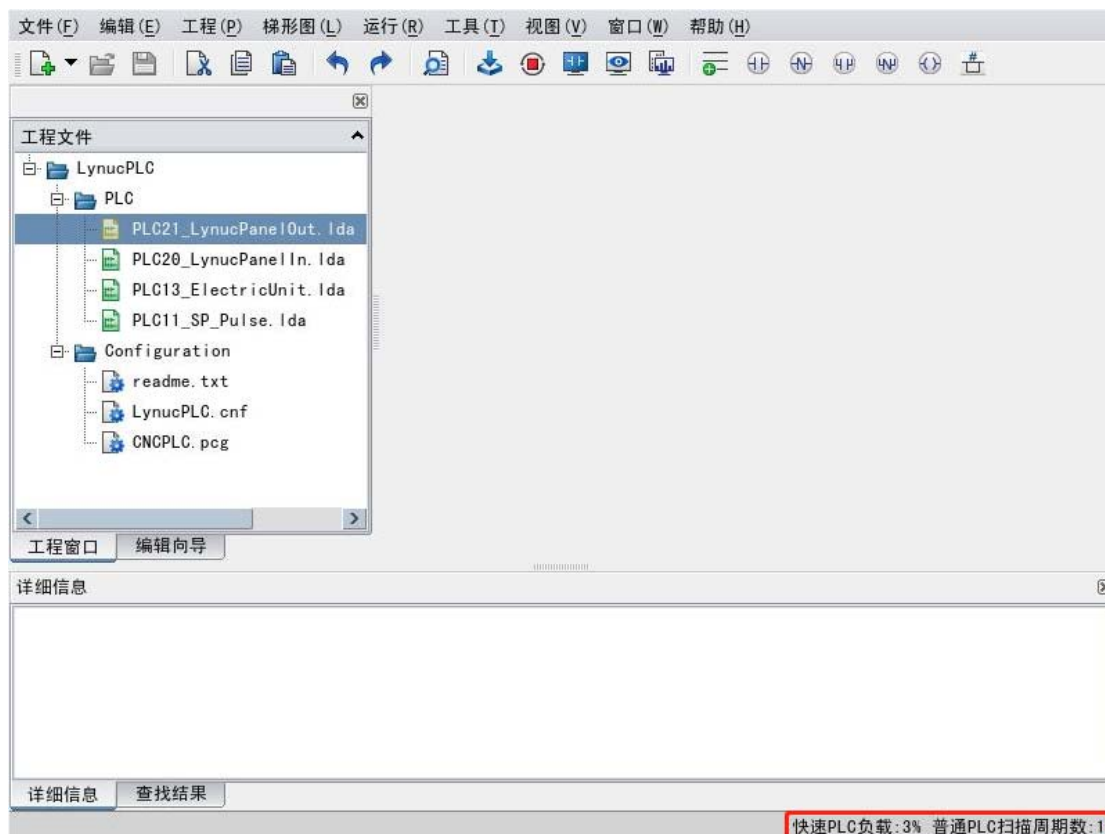 文件(F) 编辑(E) 工程(P) 梯形图(L) 运行(R) 工具(T) 视图(V) 窗口(W) 帮助(H)
工程文件
LynucPLC
PLC
PLC21_LynucPanelOut.lda
PLC20_LynucPanelIn.lda
PLC13_ElectricUnit.lda
PLC11_SP_Pulse.lda
Configuration
readme.txt
LynucPLC.cnf
CNCPLC.pcg
工程窗口 编辑向导
详细信息
详细信息 查找结果
快速PLC负载:3% 普通PLC扫描周期数:1